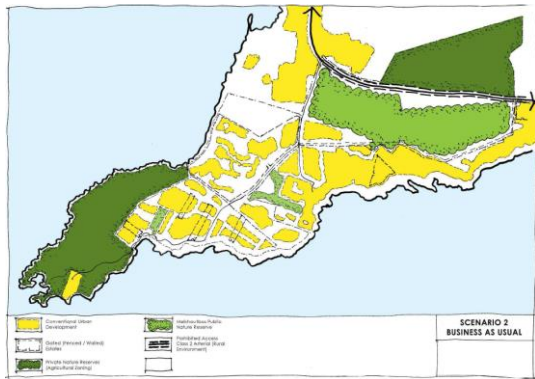 Conventional Urban
Development
Gated (Fenced / Walled)
Estates
Private Nature Reserves
(Agricultural Zoning)
Public
Nature Reserve
Prohibited Access
Class 2 Arterial (Rural
Environment)
SCENARIO 2
BUSINESS AS USUAL